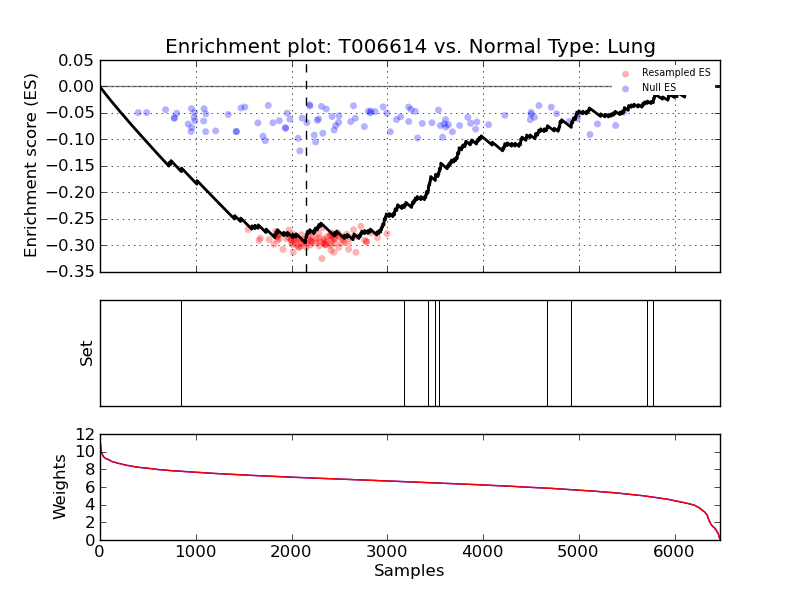 Enrichment plot: T006614 vs. Normal Type: Lung
Enrichment score (ES)
0.05
0.00
−0.05
−0.10
−0.15
−0.20
−0.25
−0.30
−0.35
Resampled ES
Null ES
Set
Weights
12
10
8
6
4
2
0
0 1000 2000 3000 4000 5000 6000
Samples